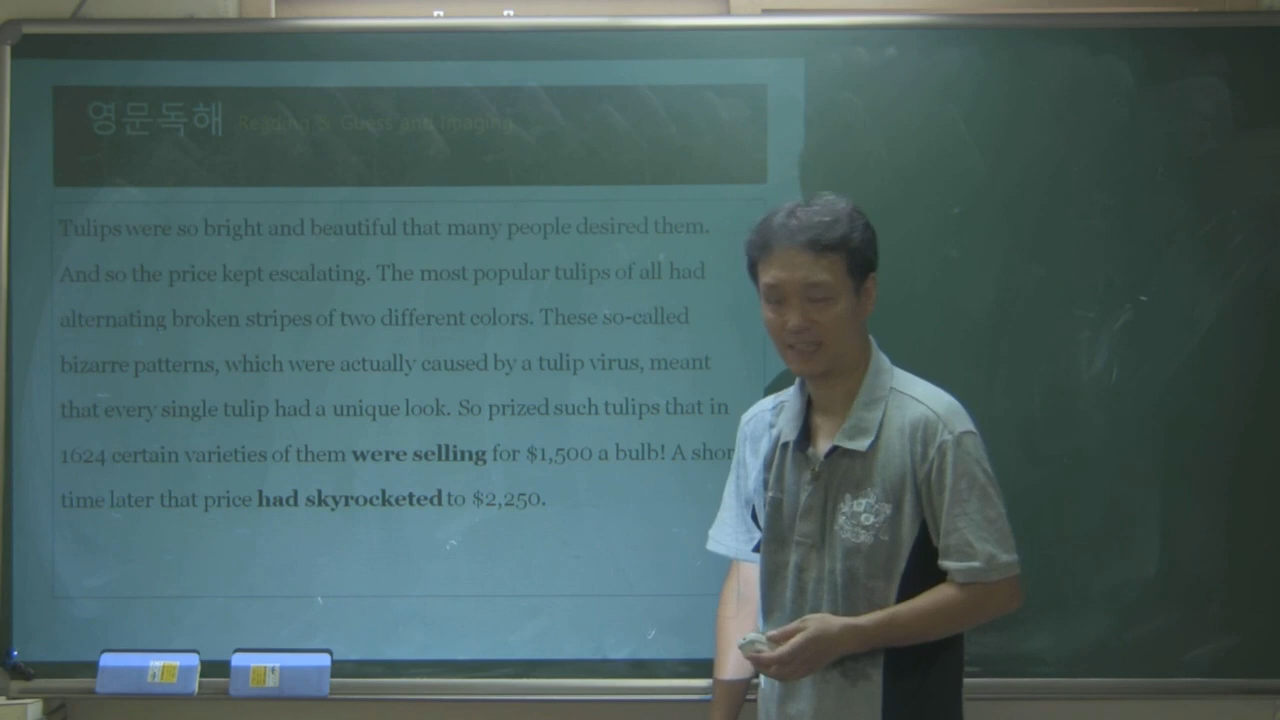 영문독해 Reading & Guess and Imaging
Tulips were so bright and beautiful that many people desired them.
And so the price kept escalating. The most popular tulips of all had
alternating broken stripes of two different colors. These so-called
bizarre patterns, which were actually caused by a tulip virus, meant
that every single tulip had a unique look. So prized such tulips that in
1624 certain varieties of them were selling for $1,500 a bulb! A shor
time later that price had skyrocketed to $2,250.